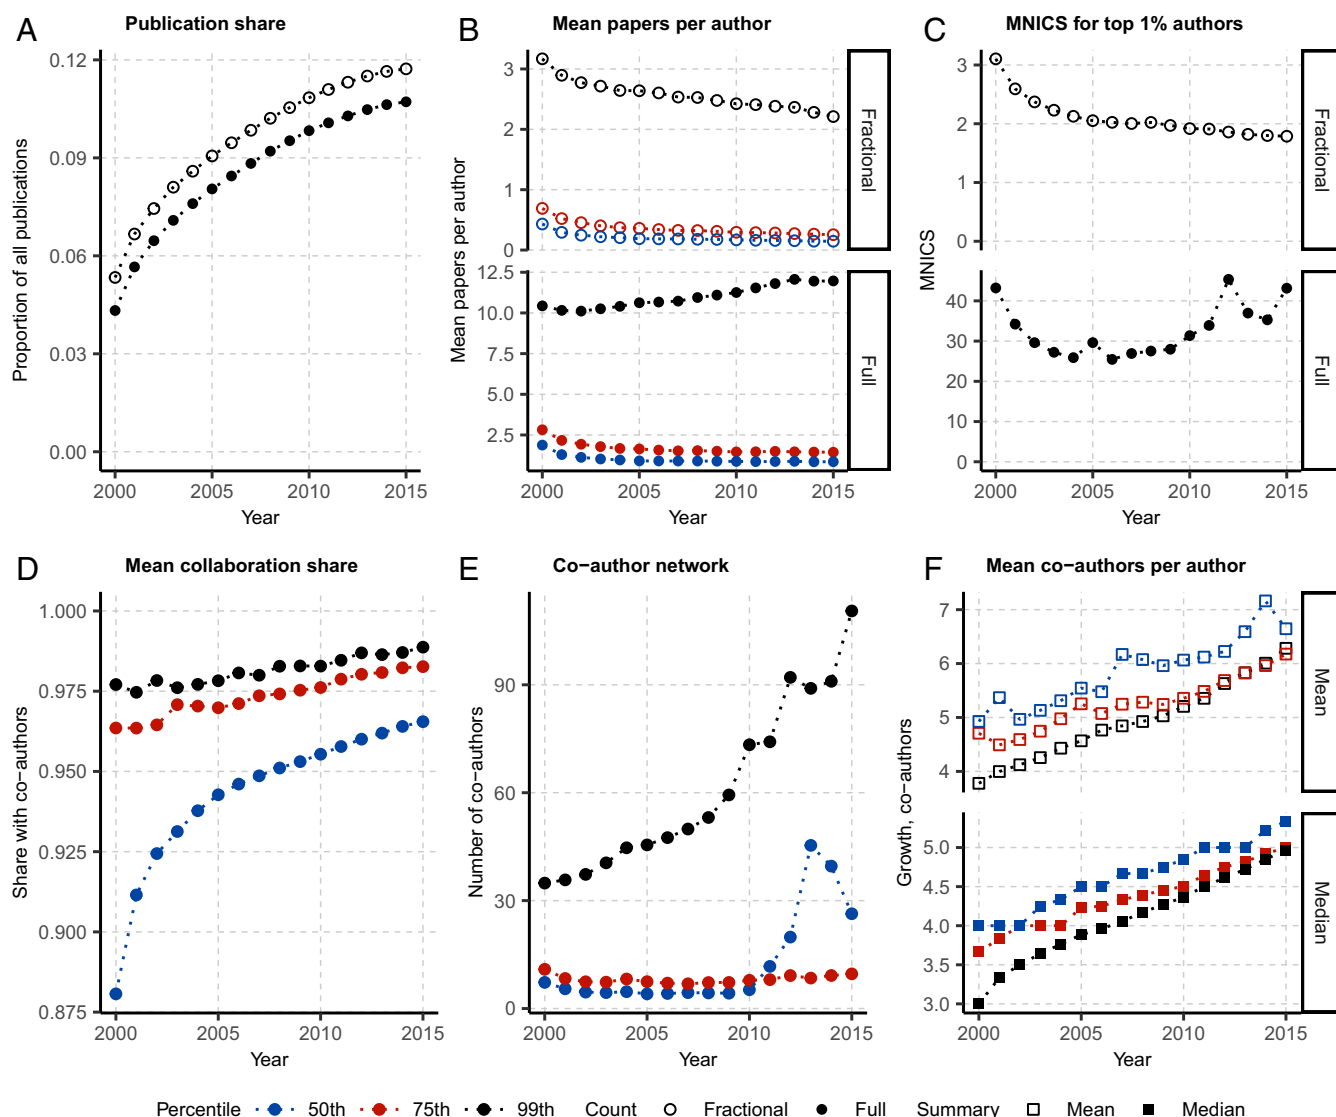 A Publication share
0.12
0.09
0.06
0.03
0.00
Proportion of all publications
2000 2005 2010 2015
Year
B Mean papers per author
3
2
1
0
Fractional
12.5
10.0
7.5
5.0
2.5
Full
Mean papers per author
2000 2005 2010 2015
Year
C MNICS for top 1% authors
3
2
1
0
Fractional
40
30
20
10
0
Full
MNICS
2000 2005 2010 2015
Year
D Mean collaboration share
1.000
0.975
0.950
0.925
0.900
0.875
Share with co−authors
2000 2005 2010 2015
Year
E Co−author network
90
60
30
0
Number of co−authors
2000 2005 2010 2015
Year
F Mean co−authors per author
7
6
5
4
Mean
5.0
4.5
4.0
3.5
3.0
Median
Growth, co−authors
2000 2005 2010 2015
Year
Percentile 50th 75th 99th Count Fractional Full Summary Mean Median